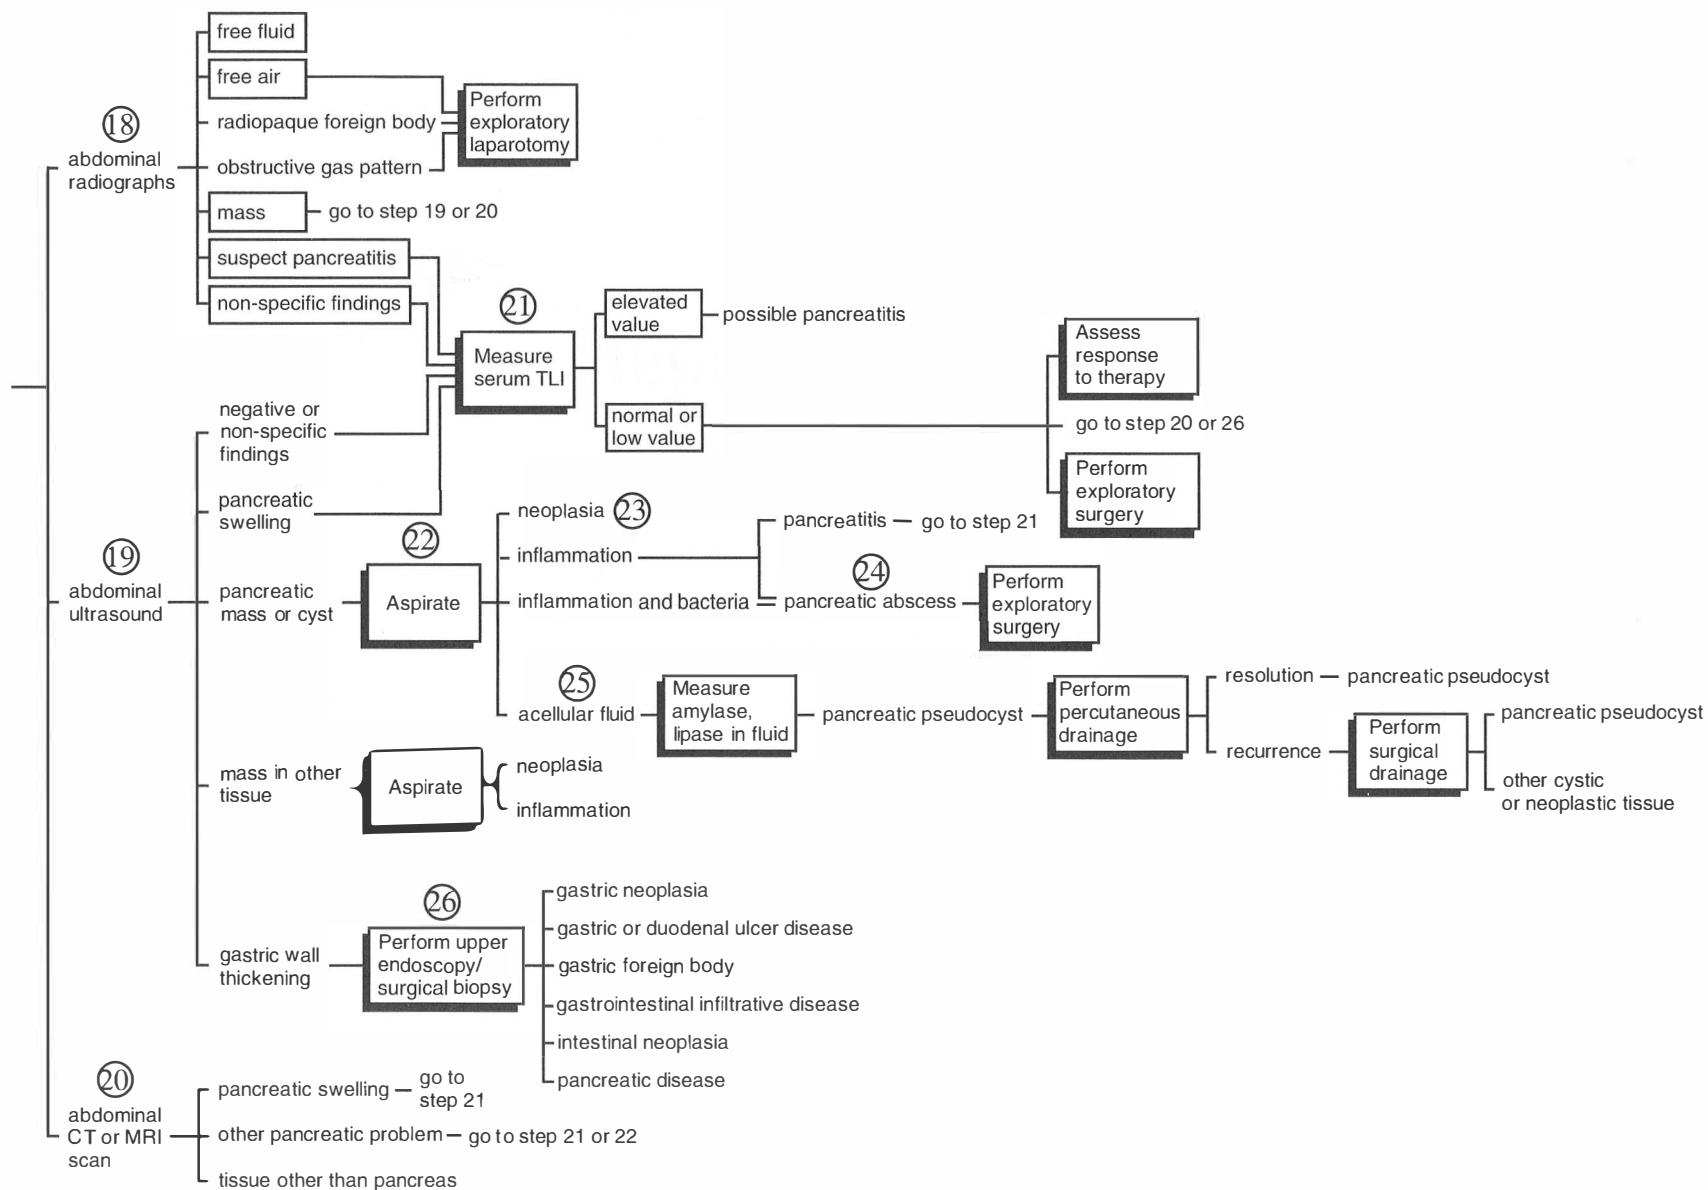 18
abdominal
radiographs
free fluid
free air
radiopaque foreign body
obstructive gas pattern
Perform
exploratory
laparotomy
mass
go to step 19 or 20
suspect pancreatitis
non-specific findings
21
Measure
serum TLI
elevated
value
possible pancreatitis
normal or
low value
Assess
response
to therapy
go to step 20 or 26
Perform
exploratory
surgery
19
abdominal
ultrasound
negative or
non-specific
findings
pancreatic
swelling
pancreatic
mass or cyst
22
Aspirate
neoplasia
23
inflammation
pancreatitis
go to step 21
inflammation and bacteria
24
pancreatic abscess
Perform
exploratory
surgery
25
acellular fluid
Measure
amylase,
lipase in fluid
pancreatic pseudocyst
Perform
percutaneous
drainage
resolution
pancreatic pseudocyst
recurrence
Perform
surgical
drainage
pancreatic pseudocyst
other cystic
or neoplastic tissue
mass in other
tissue
Aspirate
neoplasia
inflammation
gastric wall
thickening
26
Perform upper
endoscopy/
surgical biopsy
gastric neoplasia
gastric or duodenal ulcer disease
gastric foreign body
gastrointestinal infiltrative disease
intestinal neoplasia
pancreatic disease
20
abdominal
CT or MRI
scan
pancreatic swelling
go to
step 21
other pancreatic problem
go to step 21 or 22
tissue other than pancreas